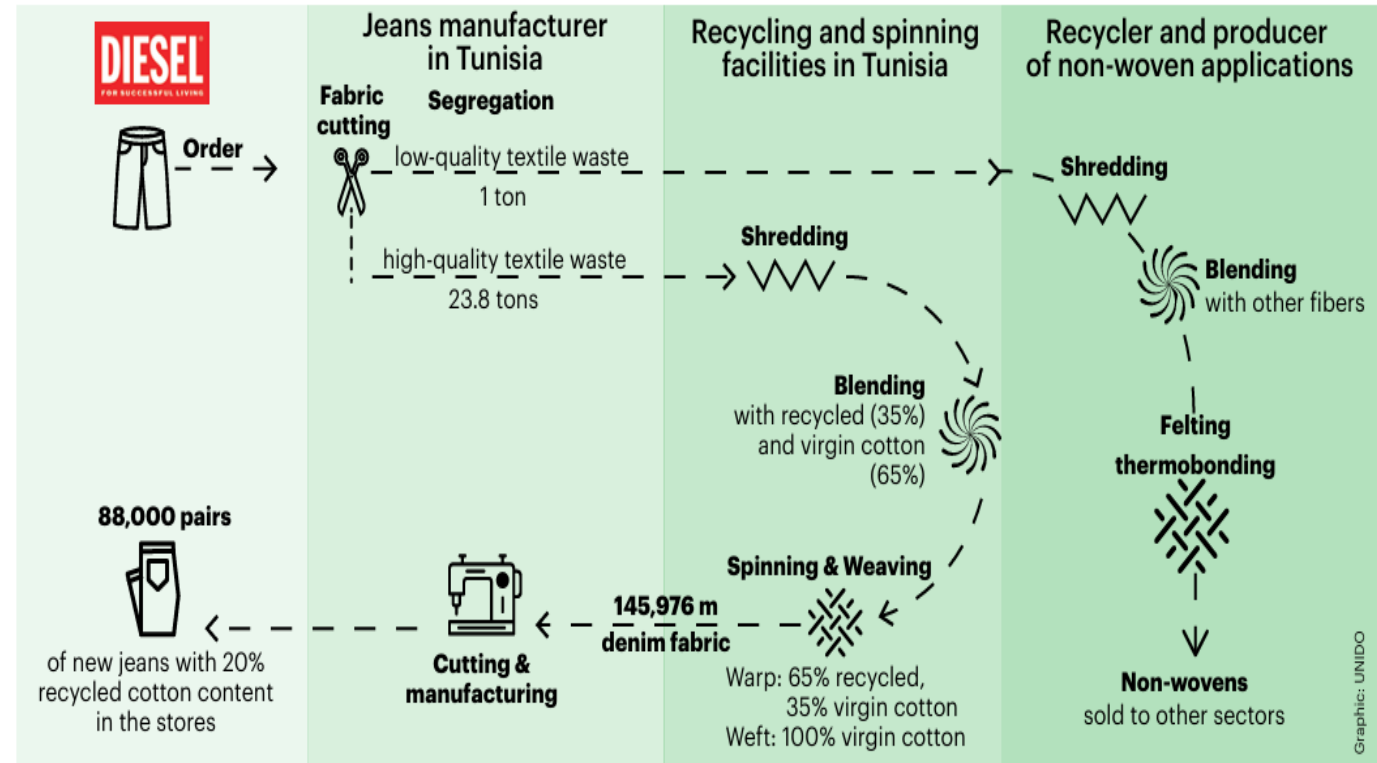 DIESEL
FOR SUCCESSFUL LIVING
Order
88,000 pairs
of new jeans with 20%
recycled cotton content
in the stores
Jeans manufacturer
in Tunisia
Fabric
cutting
Segregation
low-quality textile waste
1 ton
high-quality textile waste
23.8 tons
145,976 m
denim fabric
Cutting &
manufacturing
Recycling and spinning
facilities in Tunisia
Shredding
Blending
with recycled (35%)
and virgin cotton
(65%)
Spinning & Weaving
Warp: 65% recycled,
35% virgin cotton
Weft: 100% virgin cotton
Recycler and producer
of non-woven applications
Shredding
Blending
with other fibers
Felting
thermobonding
Non-wovens
sold to other sectors
Graphic: UNIDO